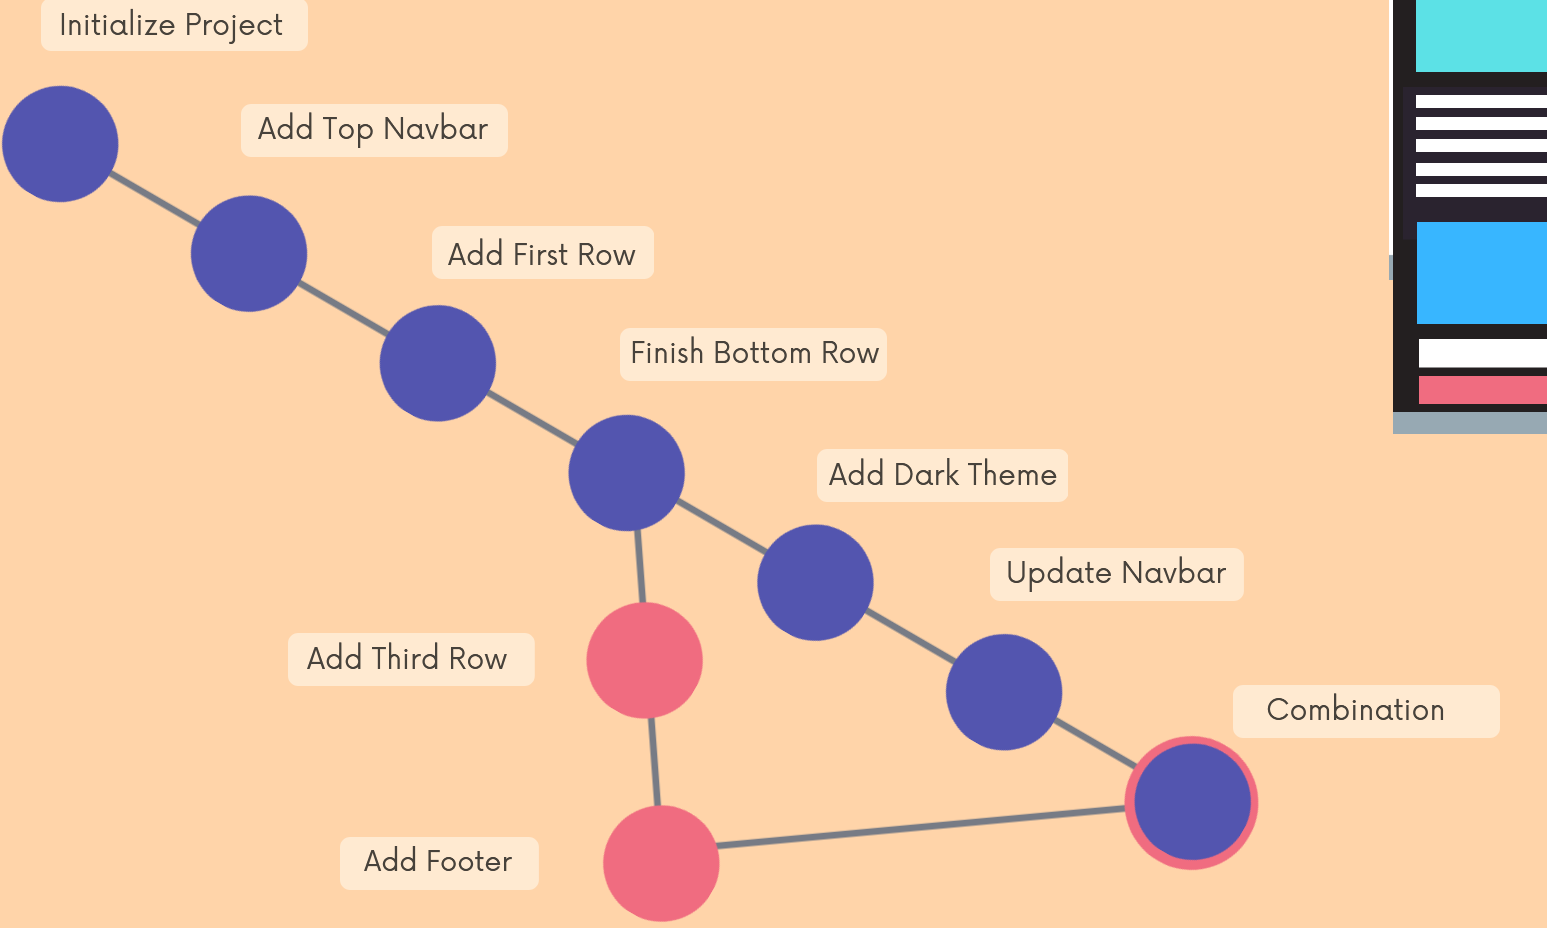 Initialize Project
Add Top Navbar
Add First Row
Finish Bottom Row
Add Dark Theme
Update Navbar
Add Third Row
Combination
Add Footer